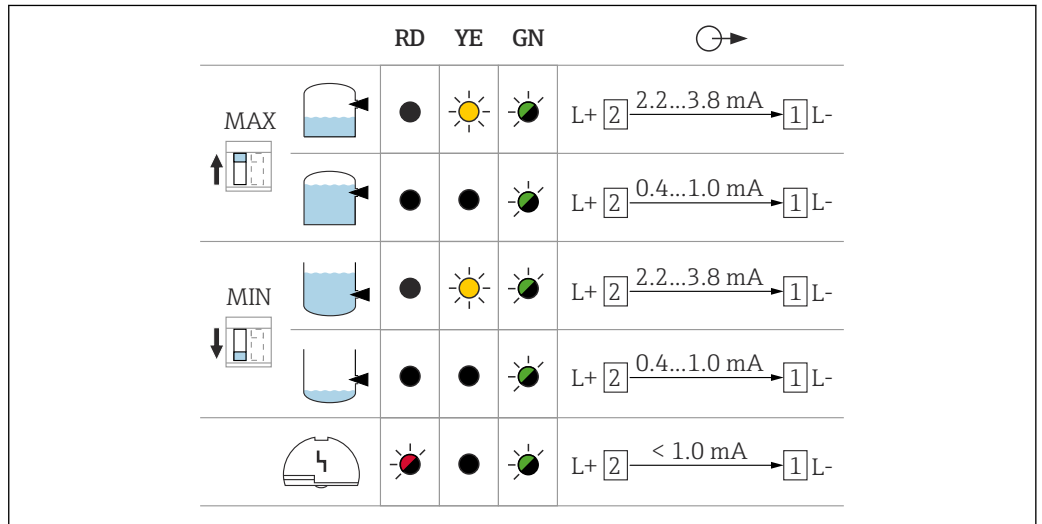 RD YE GN
MAX
L+ 2 2.2...3.8 mA 1 L-
L+ 2 0.4...1.0 mA 1 L-
MIN
L+ 2 2.2...3.8 mA 1 L-
L+ 2 0.4...1.0 mA 1 L-
L+ 2 < 1.0 mA 1 L-